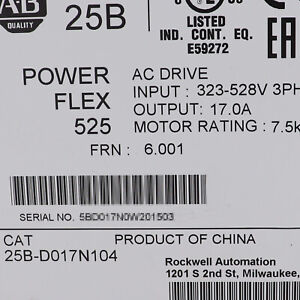 A-B
QUALITY
25B
LISTED
IND. CONT. EQ.
E59272
POWER
FLEX
525
AC DRIVE
INPUT : 323-528V 3PH
OUTPUT: 17.0A
MOTOR RATING : 7.5k
FRN : 6.001
SERIAL NO. 5BD017N0W201503
CAT
25B-D017N104
PRODUCT OF CHINA
Rockwell Automation
1201 S 2nd St, Milwaukee,